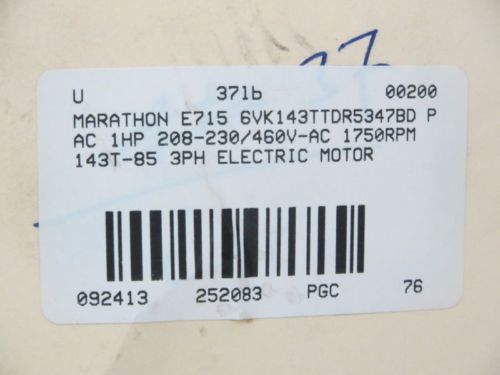 U 37lb 00200
MARATHON E715 6VK143TTDR5347BD P
AC 1HP 208-230/460V-AC 1750RPM
143T-85 3PH ELECTRIC MOTOR
092413 252083 PGC 76